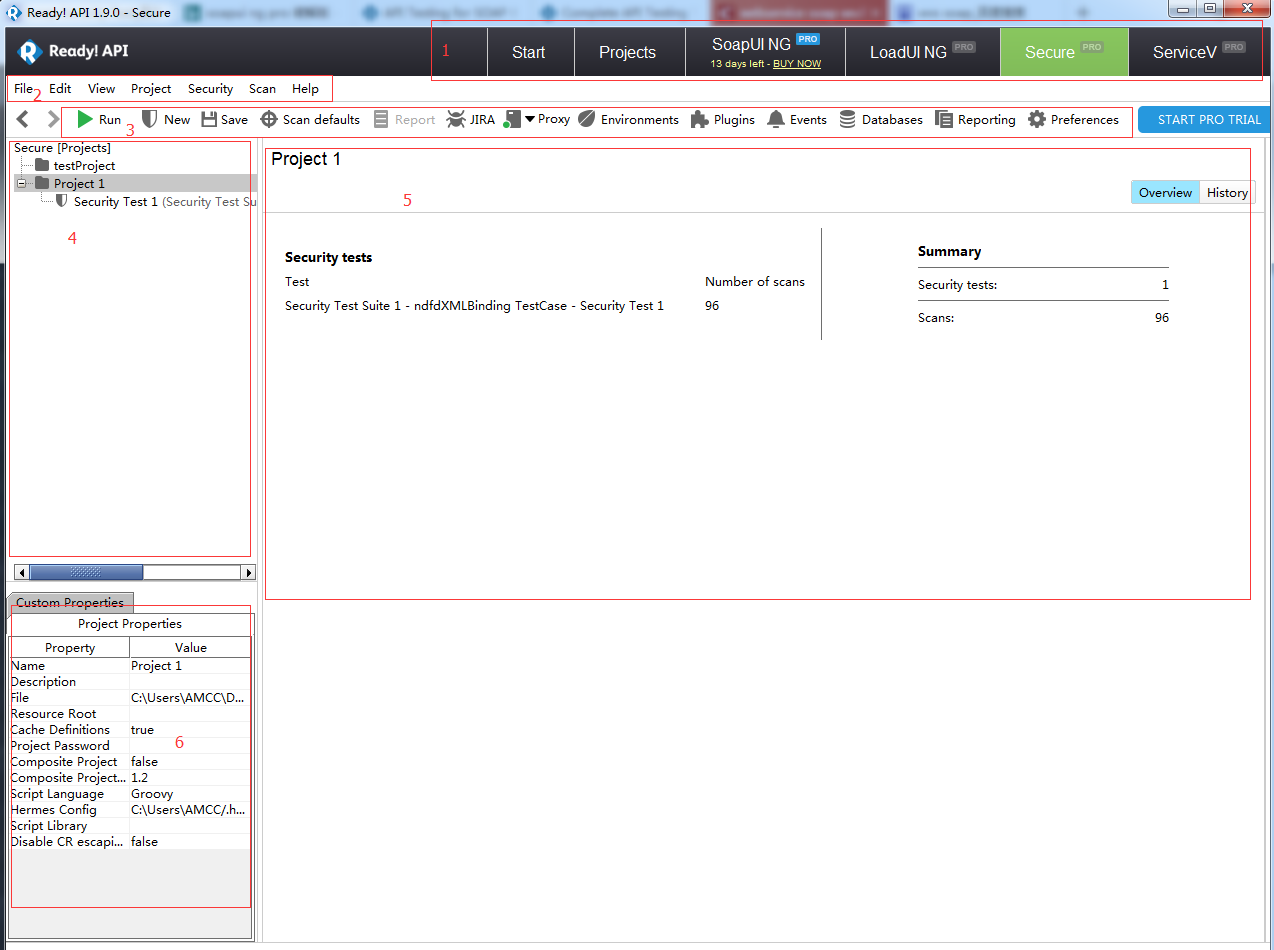 Ready! API 1.9.0 - Secure
Ready! API
1
Start
Projects
SoapUI NG PRO
13 days left - BUY NOW
LoadUI NG PRO
Secure PRO
ServiceV PRO
File Edit View Project Security Scan Help
2
Run New Save Scan defaults Report JIRA Proxy Environments Plugins Events Databases Reporting Preferences
START PRO TRIAL
3
Secure [Projects]
testProject
Project 1
Security Test 1 (Security Test Su
4
Project 1
5
Overview History
Security tests
Test Number of scans
Security Test Suite 1 - ndfdXMLBinding TestCase - Security Test 1 96
Summary
Security tests: 1
Scans: 96
Custom Properties
Project Properties
Property Value
Name Project 1
Description
File C:\Users\AMCC\D...
Resource Root
Cache Definitions true
Project Password
6
Composite Project false
Composite Project... 1.2
Script Language Groovy
Hermes Config C:\Users\AMCC/.h...
Script Library
Disable CR escapi... false